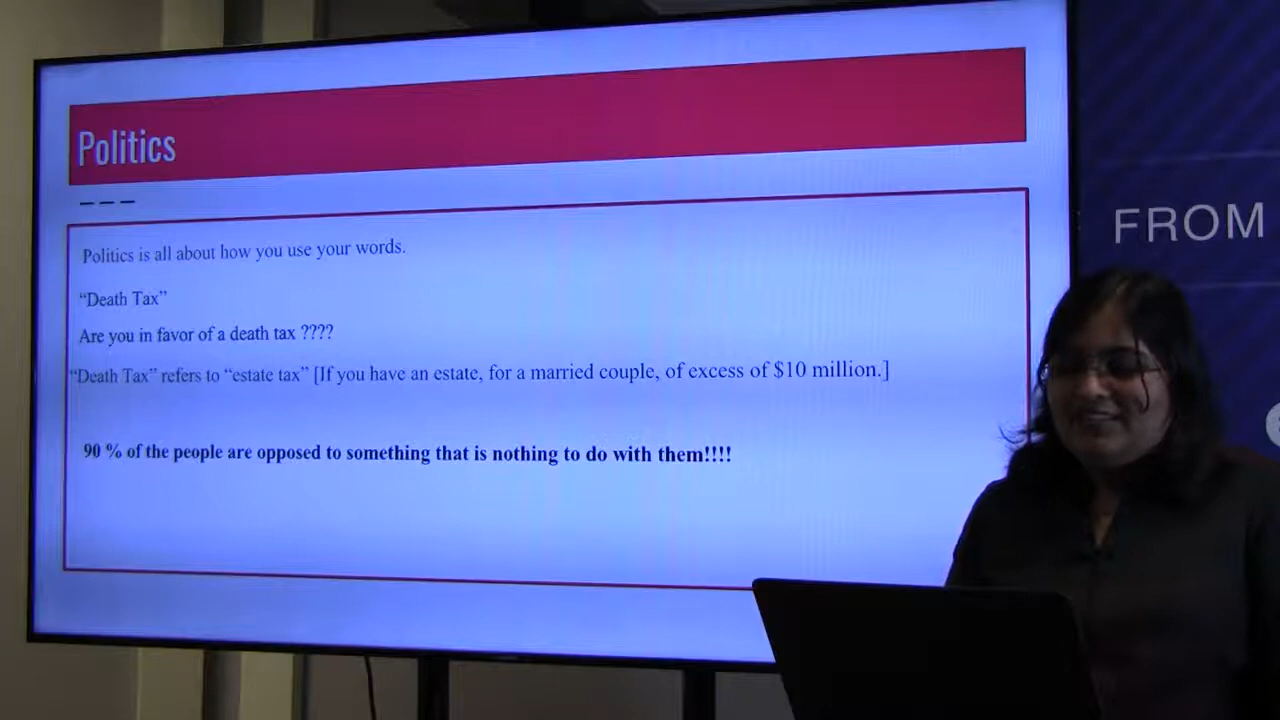 Politics
Politics is all about how you use your words.
“Death Tax”
Are you in favor of a death tax ????
“Death Tax” refers to “estate tax” [If you have an estate, for a married couple, of excess of $10 million.]
90 % of the people are opposed to something that is nothing to do with them!!!!
FROM